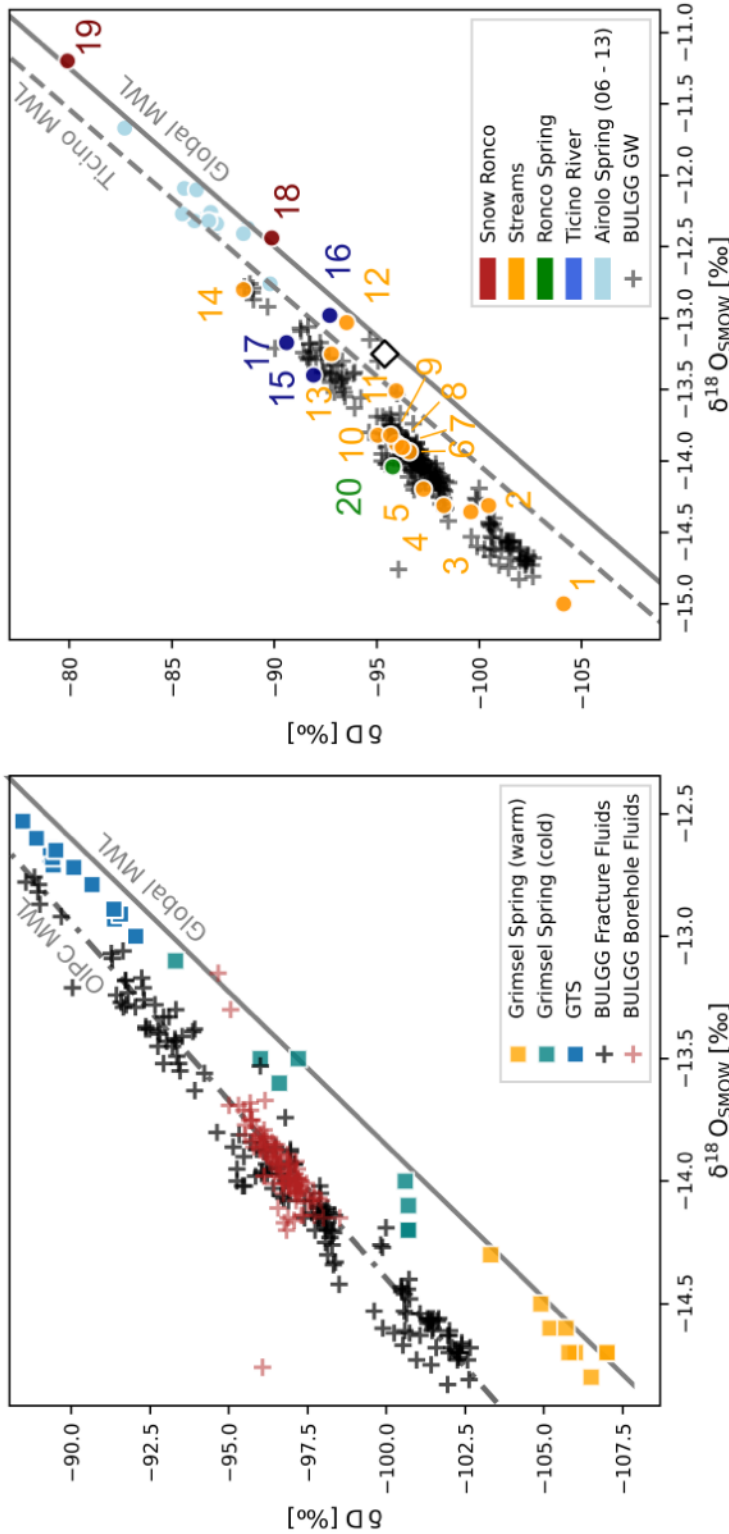 δ D [‰]
−90.0
−92.5
−95.0
−97.5
−100.0
−102.5
−105.0
−107.5
OIPC MWL
Global MWL
Grimsel Spring (warm)
Grimsel Spring (cold)
GTS
BULGG Fracture Fluids
BULGG Borehole Fluids
−14.5
−14.0
−13.5
−13.0
−12.5
δ¹⁸ O_SMOW [‰]
δ D [‰]
−80
−85
−90
−95
−100
−105
Ticino MWL
Global MWL
19
18
14
17
16
15
12
13
11
10
9
8
7
6
20
5
4
3
2
1
Snow Ronco
Streams
Ronco Spring
Ticino River
Airolo Spring (06 - 13)
BULGG GW
−15.0
−14.5
−14.0
−13.5
−13.0
−12.5
−12.0
−11.5
−11.0
δ¹⁸ O_SMOW [‰]